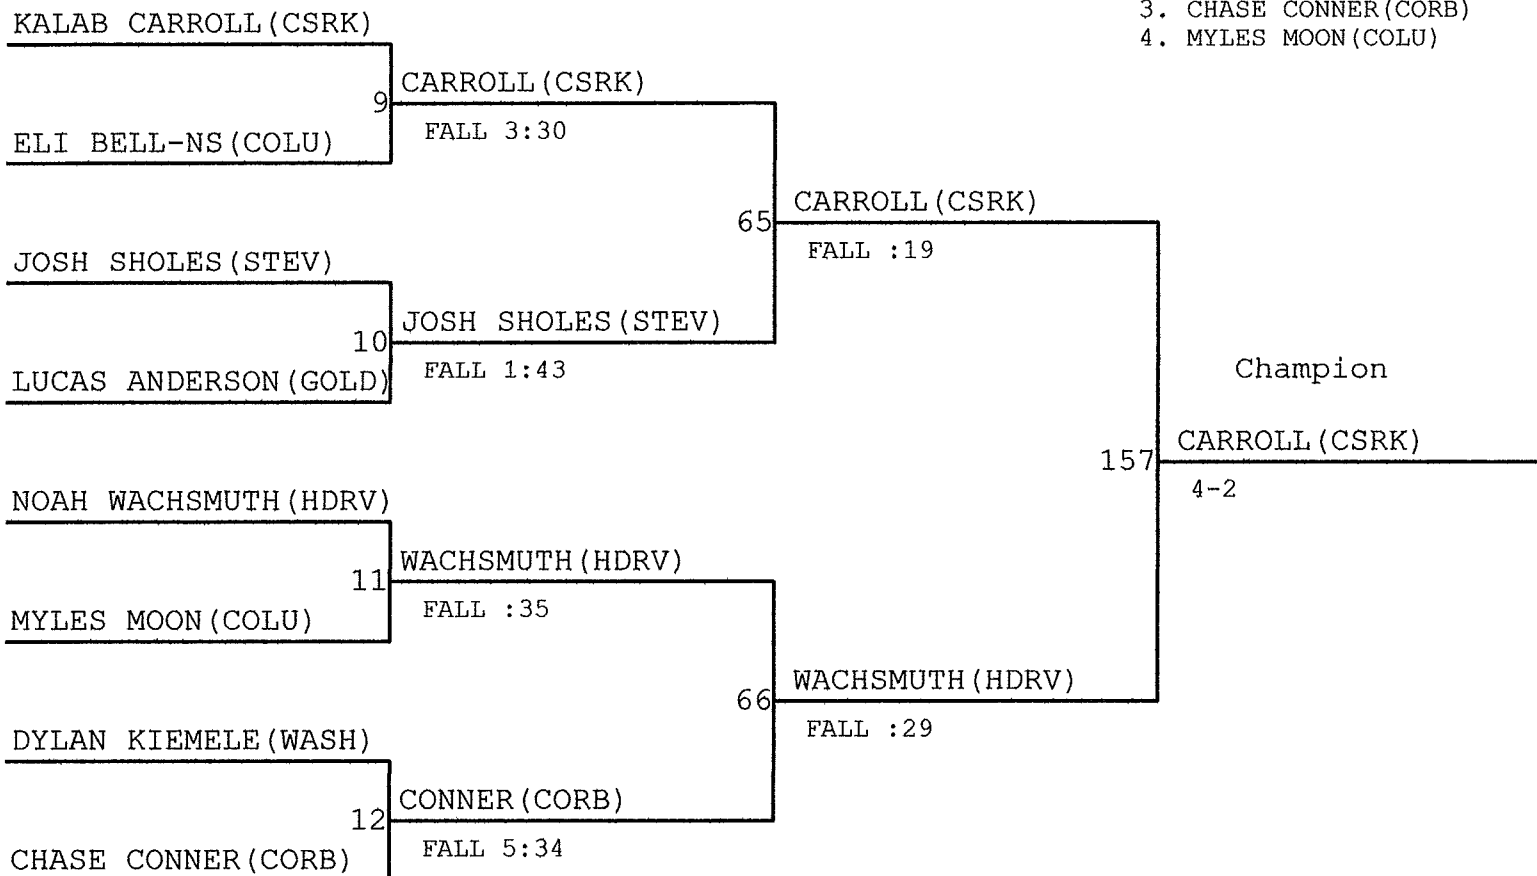 KALAB CARROLL(CSRK)
3. CHASE CONNER(CORB)
4. MYLES MOON(COLU)
9
CARROLL(CSRK)
FALL 3:30
ELI BELL-NS(COLU)
65
CARROLL(CSRK)
FALL :19
JOSH SHOLES(STEV)
10
JOSH SHOLES(STEV)
FALL 1:43
LUCAS ANDERSON(GOLD)
Champion
157
CARROLL(CSRK)
4-2
NOAH WACHSMUTH(HDRV)
11
WACHSMUTH(HDRV)
FALL :35
MYLES MOON(COLU)
66
WACHSMUTH(HDRV)
FALL :29
DYLAN KIEMELE(WASH)
12
CONNER(CORB)
FALL 5:34
CHASE CONNER(CORB)